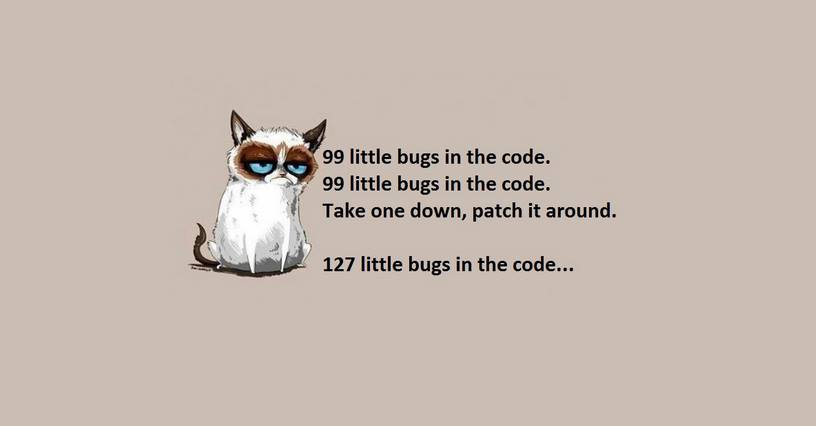 99 little bugs in the code.
99 little bugs in the code.
Take one down, patch it around.
127 little bugs in the code...